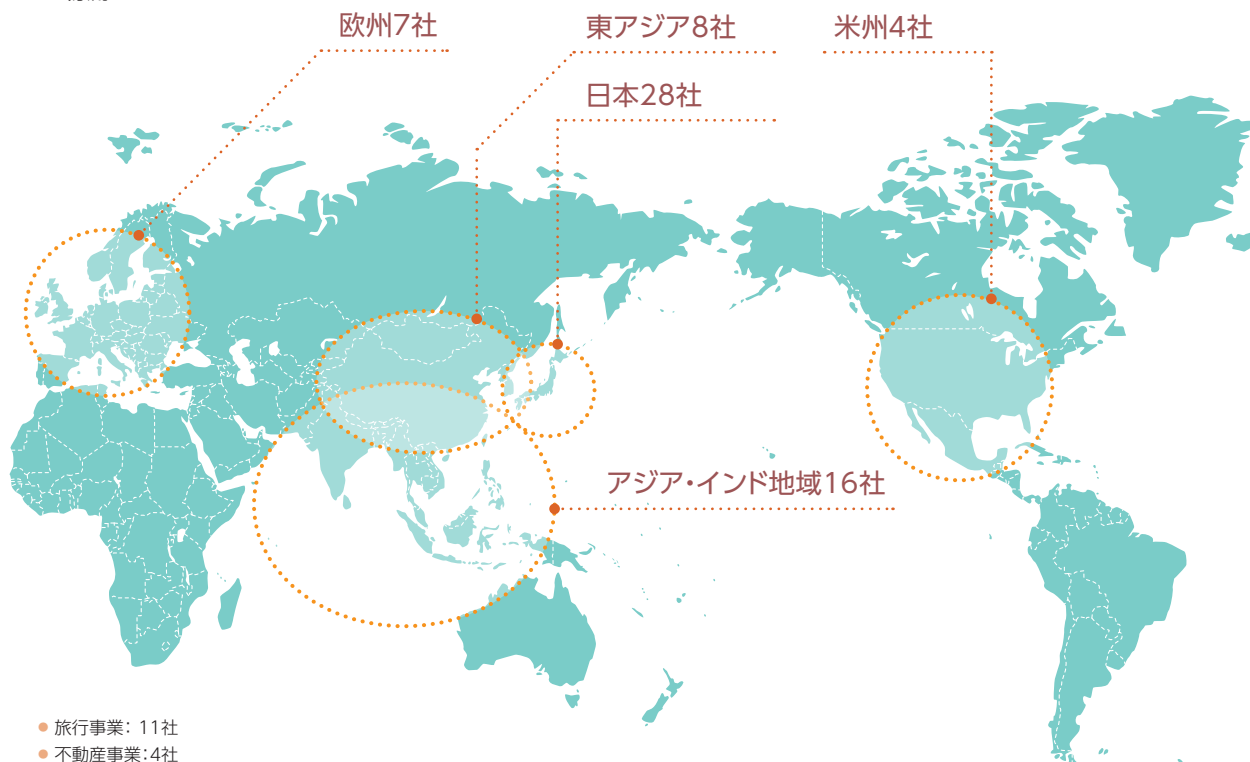 欧州7社
東アジア8社
米州4社
日本28社
アジア・インド地域16社
旅行事業： 11社
不動産事業：4社